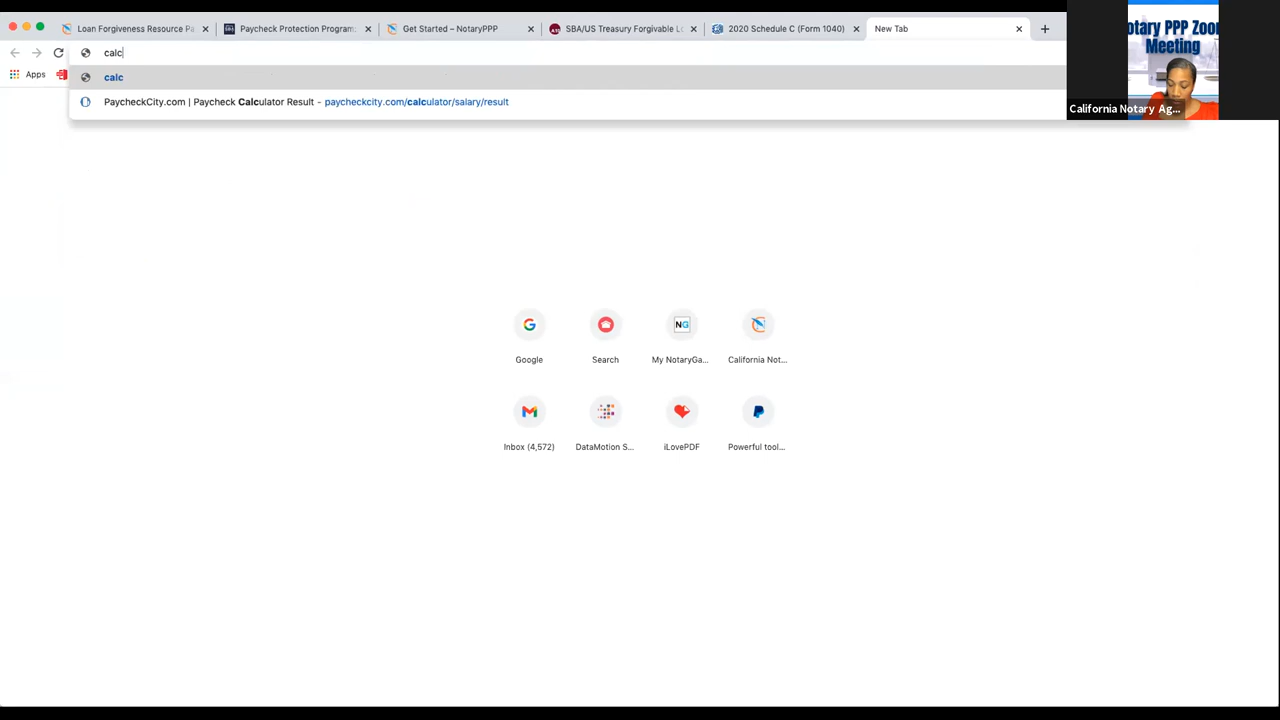 Loan Forgiveness Resource Pa
Paycheck Protection Program:
Get Started – NotaryPPP
SBA/US Treasury Forgivable Lo
2020 Schedule C (Form 1040)
New Tab
calc
Apps
calc
PaycheckCity.com | Paycheck Calculator Result - paycheckcity.com/calculator/salary/result
otary PPP Zoo
Meeting
California Notary Ag...
Google
Search
My NotaryGa...
California Not...
Inbox (4,572)
DataMotion S...
iLovePDF
Powerful tool...
NG